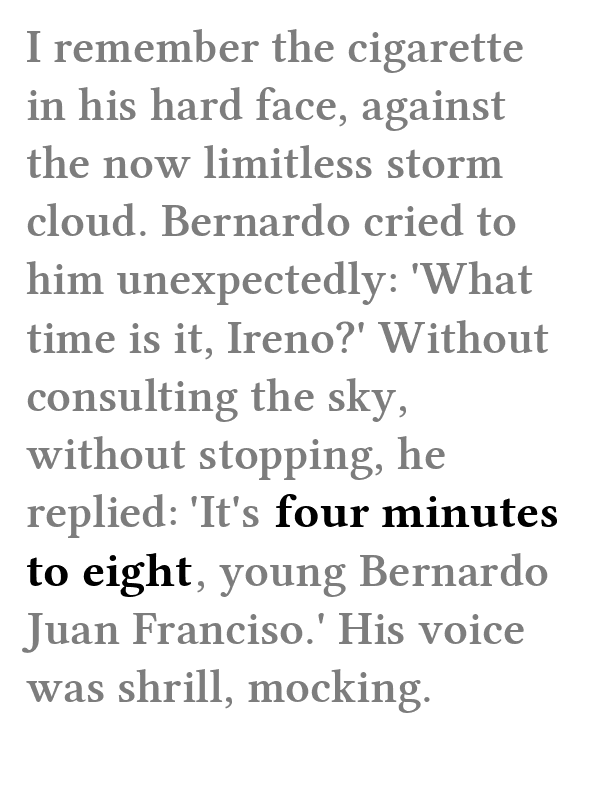 I remember the cigarette
in his hard face, against
the now limitless storm
cloud. Bernardo cried to
him unexpectedly: 'What
time is it, Ireno?' Without
consulting the sky,
without stopping, he
replied: 'It's four minutes
to eight, young Bernardo
Juan Franciso.' His voice
was shrill, mocking.